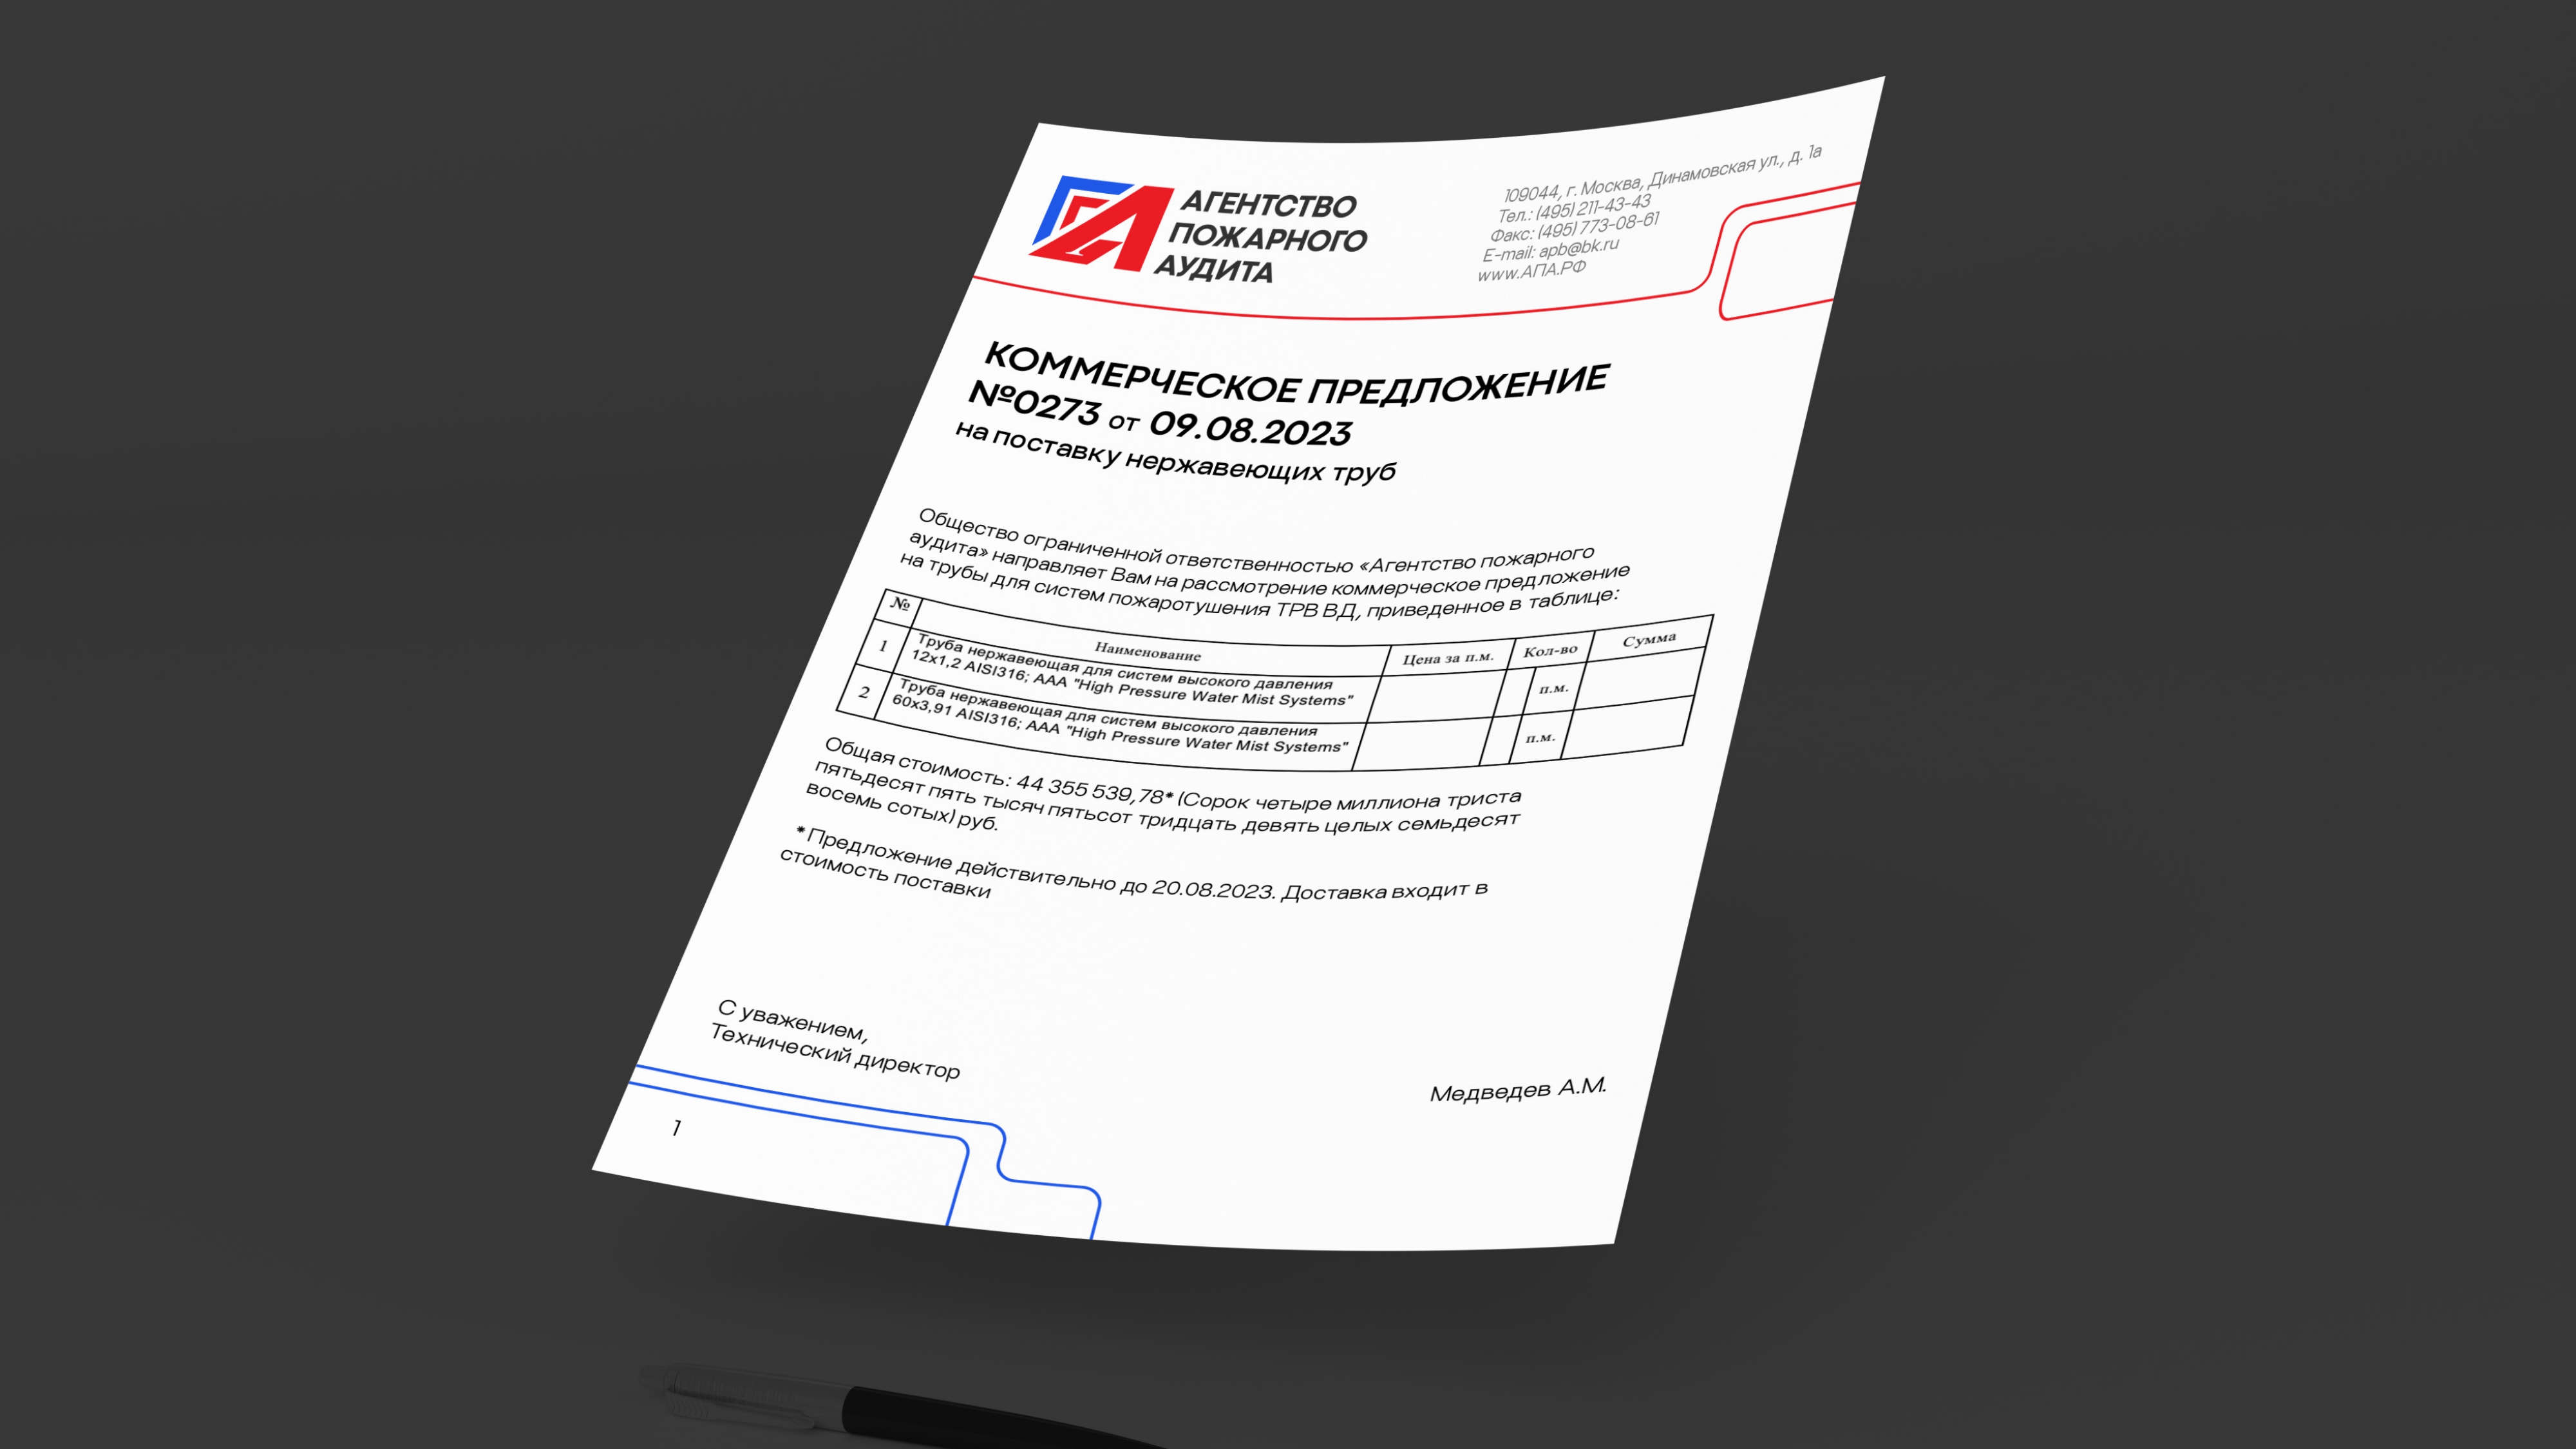 АГЕНТСТВО
ПОЖАРНОГО
АУДИТА
109044, г. Москва, Динамовская ул., д. 1а
Тел.: (495) 211-43-43
Факс: (495) 773-08-61
E-mail: apb@bk.ru
www.АПА.РФ
КОММЕРЧЕСКОЕ ПРЕДЛОЖЕНИЕ
№0273 от 09.08.2023
на поставку нержавеющих труб
Общество ограниченной ответственностью «Агентство пожарного
аудита» направляет Вам на рассмотрение коммерческое предложение
на трубы для систем пожаротушения ТРВ ВД, приведенное в таблице:
№ Наименование Цена за п.м. Кол-во Сумма
1 Труба нержавеющая для систем высокого давления
12х1,2 AISI316; AAA "High Pressure Water Mist Systems" п.м.
2 Труба нержавеющая для систем высокого давления
60х3,91 AISI316; AAA "High Pressure Water Mist Systems" п.м.
Общая стоимость: 44 355 539,78* (Сорок четыре миллиона триста
пятьдесят пять тысяч пятьсот тридцать девять целых семьдесят
восемь сотых) руб.
* Предложение действительно до 20.08.2023. Доставка входит в
стоимость поставки
С уважением,
Технический директор
Медведев А.М.
1